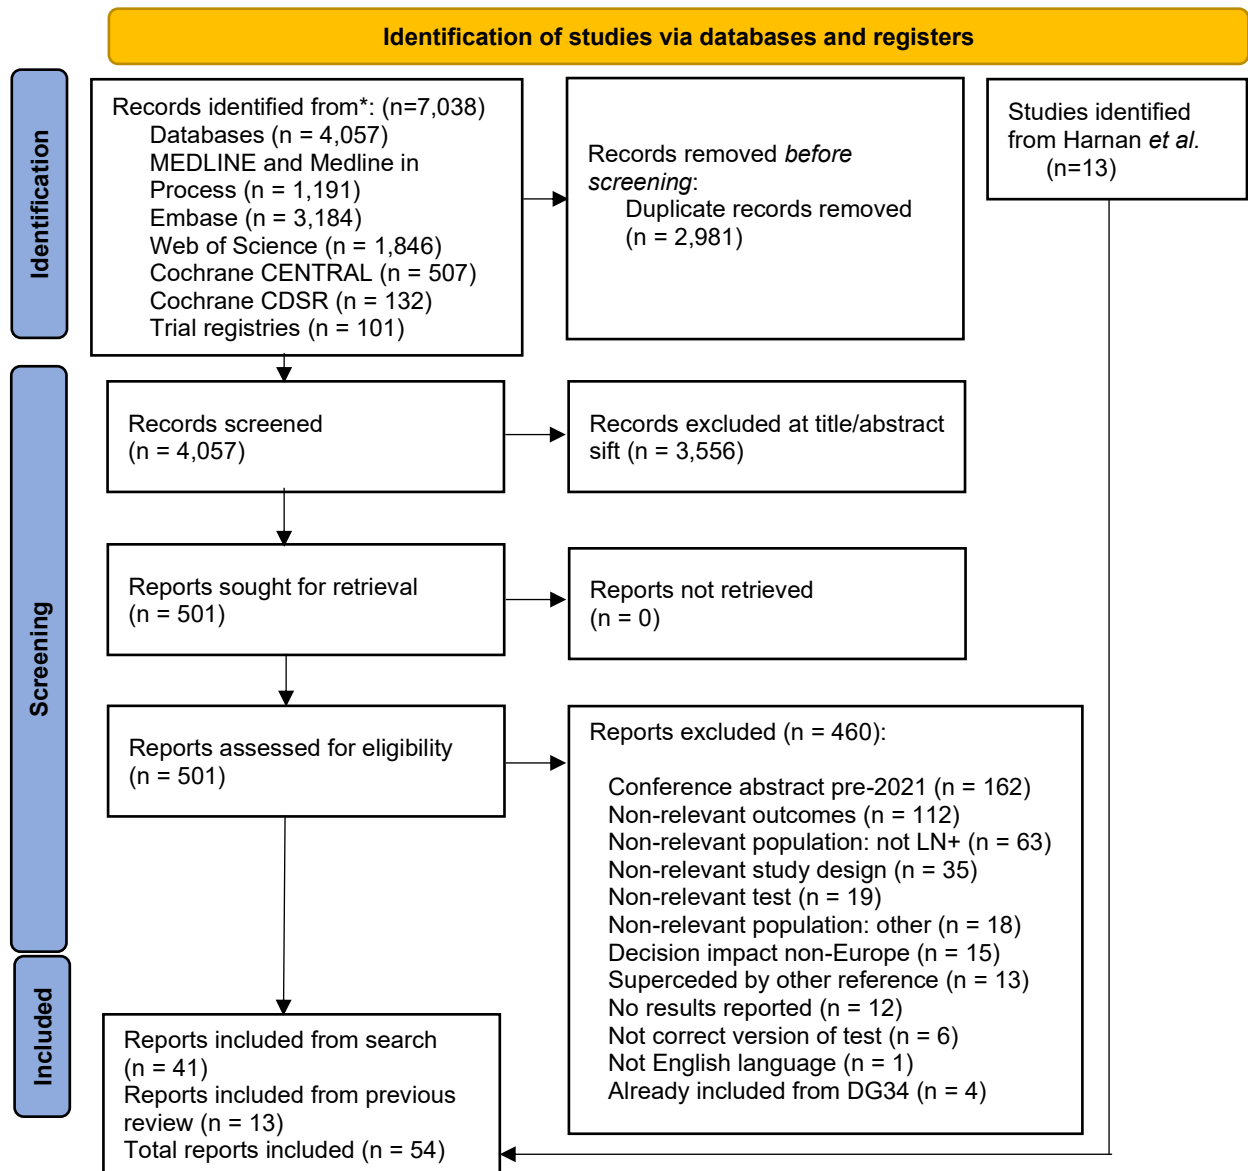 Identification of studies via databases and registers
Identification
Records identified from*: (n=7,038)
Databases (n = 4,057)
MEDLINE and Medline in
Process (n = 1,191)
Embase (n = 3,184)
Web of Science (n = 1,846)
Cochrane CENTRAL (n = 507)
Cochrane CDSR (n = 132)
Trial registries (n = 101)
Records removed before
screening:
Duplicate records removed
(n = 2,981)
Studies identified
from Harnan et al.
(n=13)
Screening
Records screened
(n = 4,057)
Records excluded at title/abstract
sift (n = 3,556)
Reports sought for retrieval
(n = 501)
Reports not retrieved
(n = 0)
Reports assessed for eligibility
(n = 501)
Reports excluded (n = 460):
Conference abstract pre-2021 (n = 162)
Non-relevant outcomes (n = 112)
Non-relevant population: not LN+ (n = 63)
Non-relevant study design (n = 35)
Non-relevant test (n = 19)
Non-relevant population: other (n = 18)
Decision impact non-Europe (n = 15)
Superceded by other reference (n = 13)
No results reported (n = 12)
Not correct version of test (n = 6)
Not English language (n = 1)
Already included from DG34 (n = 4)
Included
Reports included from search
(n = 41)
Reports included from previous
review (n = 13)
Total reports included (n = 54)